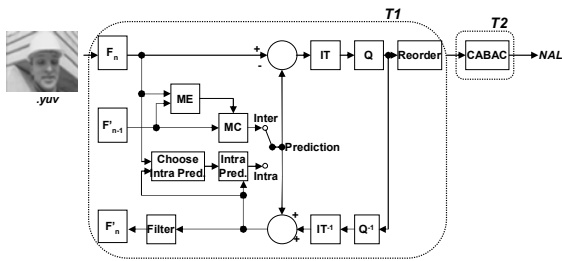 T1
T2
F n
+
-
IT
Q
Reorder
CABAC
NAL
.yuv
ME
Inter
F' n-1
MC
Prediction
Choose
Intra Pred.
Intra
Pred.
Intra
+
+
F' n
Filter
IT -1
Q -1